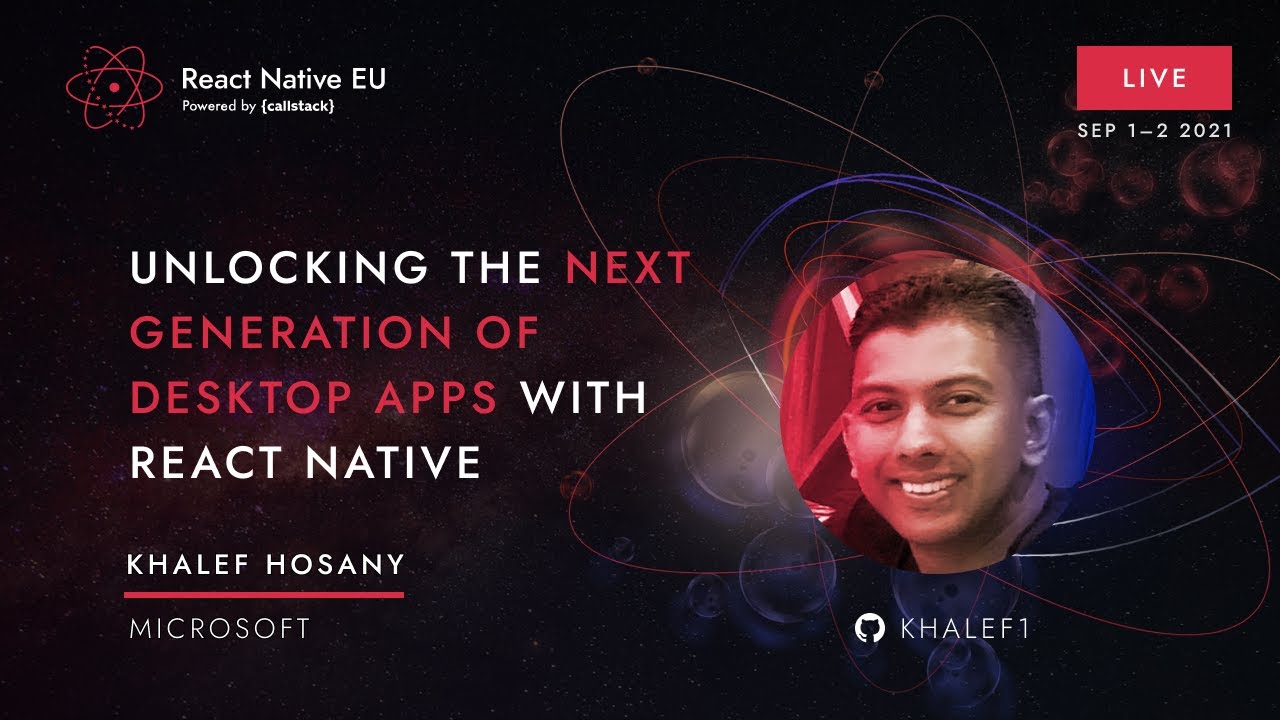 React Native EU
Powered by {callstack}
LIVE
SEP 1–2 2021
UNLOCKING THE NEXT
GENERATION OF
DESKTOP APPS WITH
REACT NATIVE
KHALEF HOSANY
MICROSOFT
KHALEF1